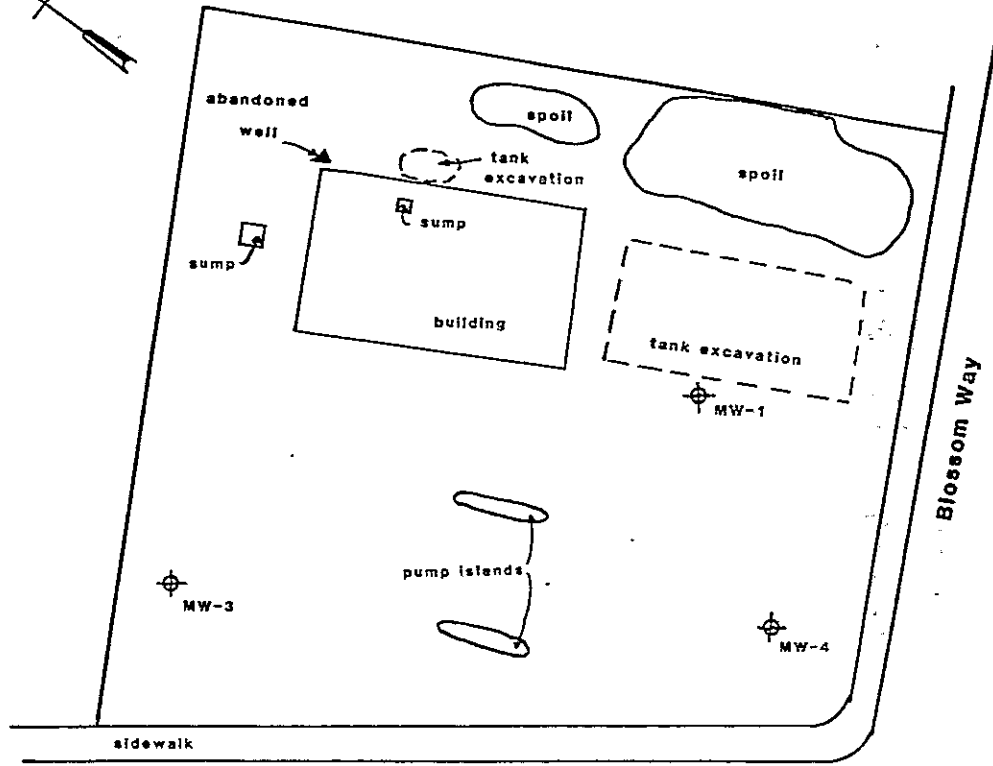 abandoned
well
spoil
spoil
tank
excavation
sump
sump
building
tank excavation
MW-1
Blossom Way
pump islands
MW-3
MW-4
sidewalk